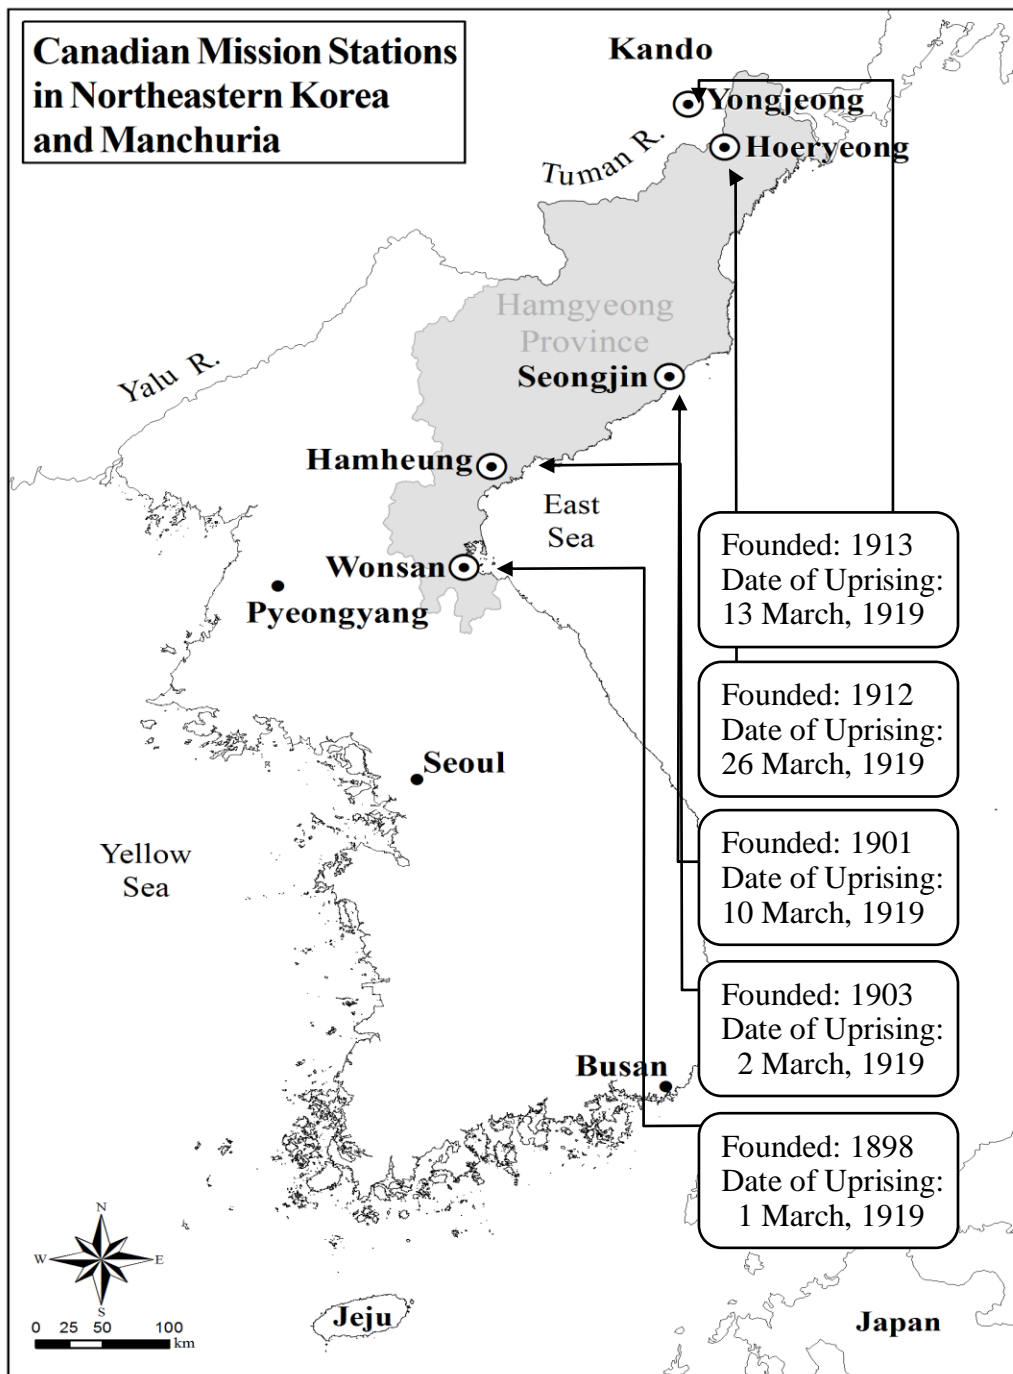 Canadian Mission Stations
in Northeastern Korea
and Manchuria
Kando
Yongjeong
Hoeryeong
Tuman R.
Hamgyeong
Province
Yalu R.
Seongjin
Hamheung
East
Sea
Wonsan
Pyeongyang
Founded: 1913
Date of Uprising:
13 March, 1919
Founded: 1912
Date of Uprising:
26 March, 1919
Seoul
Yellow
Sea
Founded: 1901
Date of Uprising:
10 March, 1919
Founded: 1903
Date of Uprising:
2 March, 1919
Busan
Founded: 1898
Date of Uprising:
1 March, 1919
N
W E
S
Jeju
Japan
0 25 50 100
km